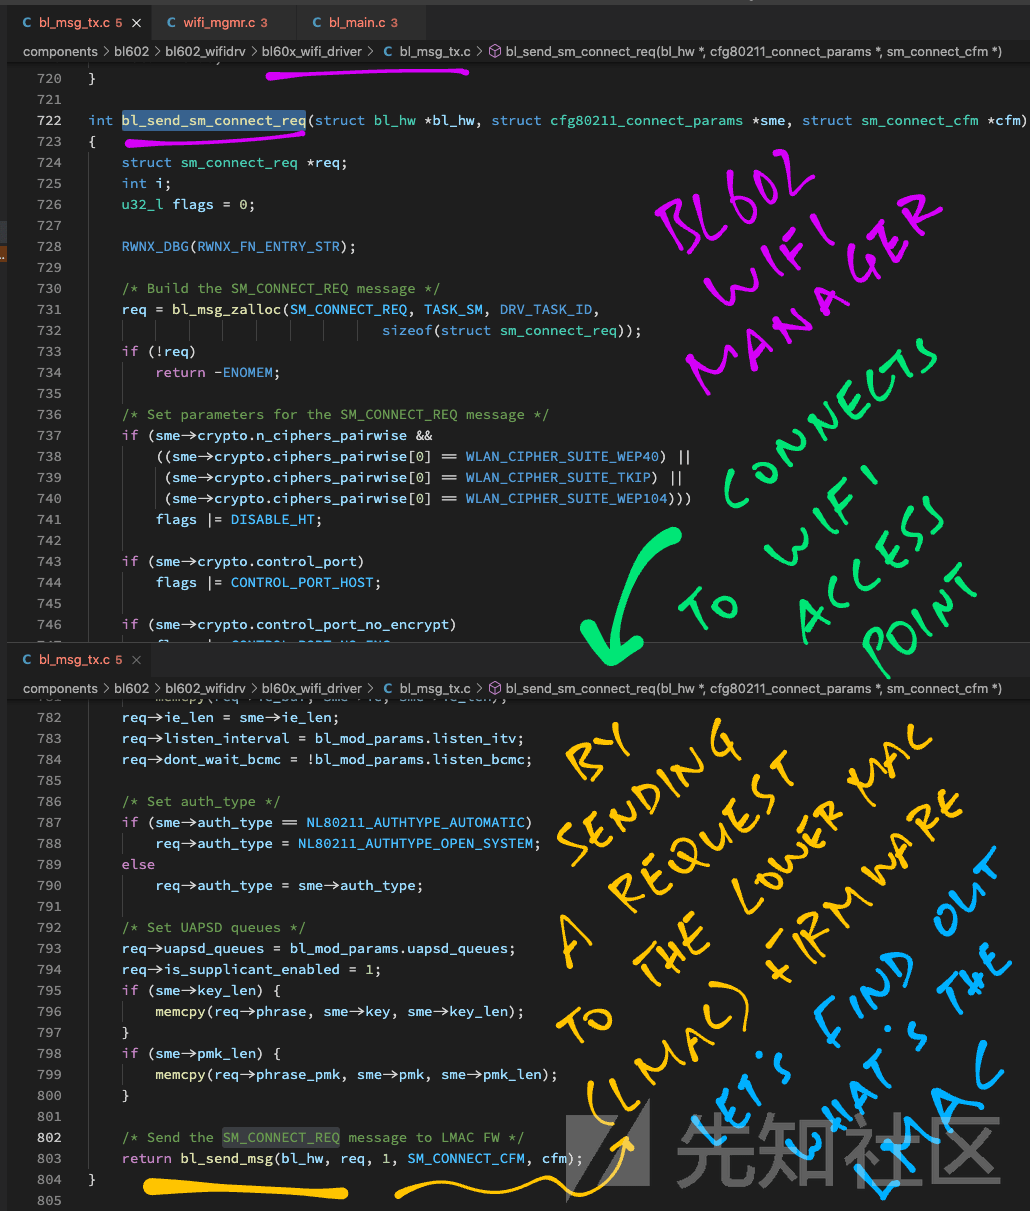 bl_msg_tx.c 5 wifi_mgmr.c 3 bl_main.c 3
components > bl602 > bl602_wifidrv > bl60x_wifi_driver > bl_msg_tx.c > bl_send_sm_connect_req(bl_hw *, cfg80211_connect_params *, sm_connect_cfm *)
720 }
721
722 int bl_send_sm_connect_req(struct bl_hw *bl_hw, struct cfg80211_connect_params *sme, struct sm_connect_cfm *cfm)
723 {
724 struct sm_connect_req *req;
725 int i;
726 u32_l flags = 0;
727
728 RWNX_DBG(RWNX_FN_ENTRY_STR);
729
730 /* Build the SM_CONNECT_REQ message */
731 req = bl_msg_zalloc(SM_CONNECT_REQ, TASK_SM, DRV_TASK_ID,
732 sizeof(struct sm_connect_req));
733 if (!req)
734 return -ENOMEM;
735
736 /* Set parameters for the SM_CONNECT_REQ message */
737 if (sme->crypto.n_ciphers_pairwise &&
738 ((sme->crypto.ciphers_pairwise[0] == WLAN_CIPHER_SUITE_WEP40) ||
739 (sme->crypto.ciphers_pairwise[0] == WLAN_CIPHER_SUITE_TKIP) ||
740 (sme->crypto.ciphers_pairwise[0] == WLAN_CIPHER_SUITE_WEP104)))
741 flags |= DISABLE_HT;
742
743 if (sme->crypto.control_port)
744 flags |= CONTROL_PORT_HOST;
745
746 if (sme->crypto.control_port_no_encrypt)
BL602
WIFI
MANAGER
CONNECTS
TO WIFI
ACCESS
POINT
bl_msg_tx.c 5
components > bl602 > bl602_wifidrv > bl60x_wifi_driver > bl_msg_tx.c > bl_send_sm_connect_req(bl_hw *, cfg80211_connect_params *, sm_connect_cfm *)
782 req->ie_len = sme->ie_len;
783 req->listen_interval = bl_mod_params.listen_itv;
784 req->dont_wait_bcmc = !bl_mod_params.listen_bcmc;
785
786 /* Set auth_type */
787 if (sme->auth_type == NL80211_AUTHTYPE_AUTOMATIC)
788 req->auth_type = NL80211_AUTHTYPE_OPEN_SYSTEM;
789 else
790 req->auth_type = sme->auth_type;
791
792 /* Set UAPSD queues */
793 req->uapsd_queues = bl_mod_params.uapsd_queues;
794 req->is_supplicant_enabled = 1;
795 if (sme->key_len) {
796 memcpy(req->phrase, sme->key, sme->key_len);
797 }
798 if (sme->pmk_len) {
799 memcpy(req->phrase_pmk, sme->pmk, sme->pmk_len);
800 }
801
802 /* Send the SM_CONNECT_REQ message to LMAC FW */
803 return bl_send_msg(bl_hw, req, 1, SM_CONNECT_CFM, cfm);
804 }
805
BY
SENDING
A REQUEST
TO THE LOWER MAC
(LMAC) FIRMWARE
LET'S FIND OUT
WHAT'S THE
LMAC
先知社区